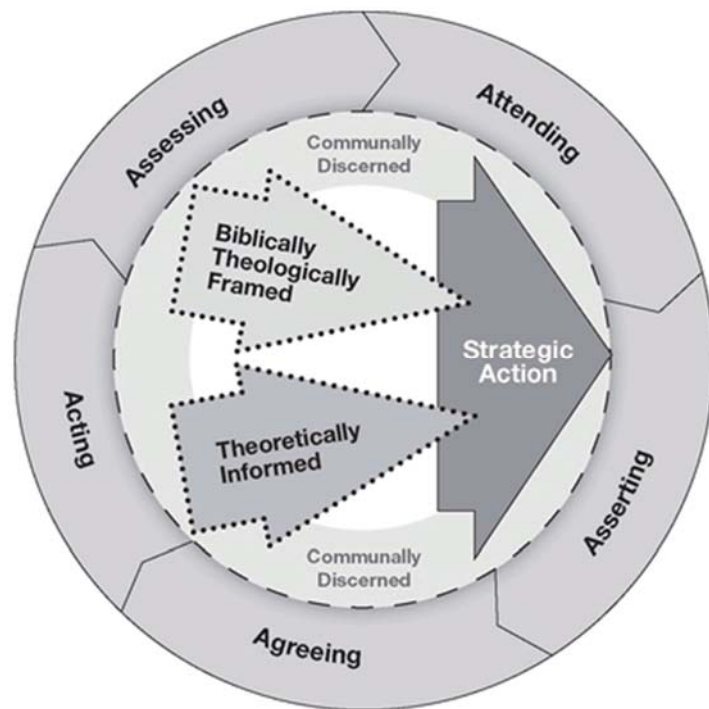 Assessing
Attending
Communally
Discerned
Biblically
Theologically
Framed
Strategic
Action
Acting
Theoretically
Informed
Asserting
Communally
Discerned
Agreeing